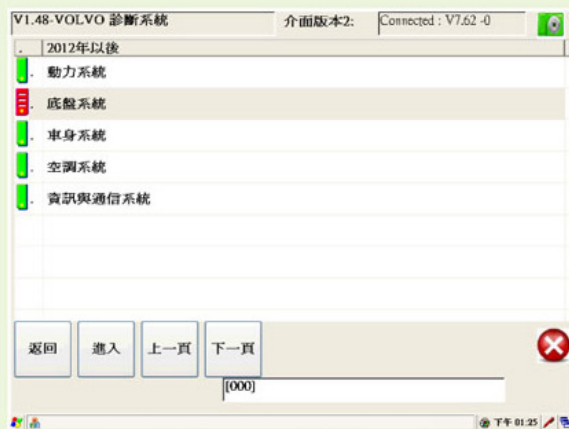 V1.48-VOLVO 診斷系統 介面版本2: Connected : V7.62 -0
. 2012年以後
. 動力系統
. 底盤系統
. 車身系統
. 空調系統
. 資訊與通信系統
返回 進入 上一頁 下一頁
[000]
下午 01:25